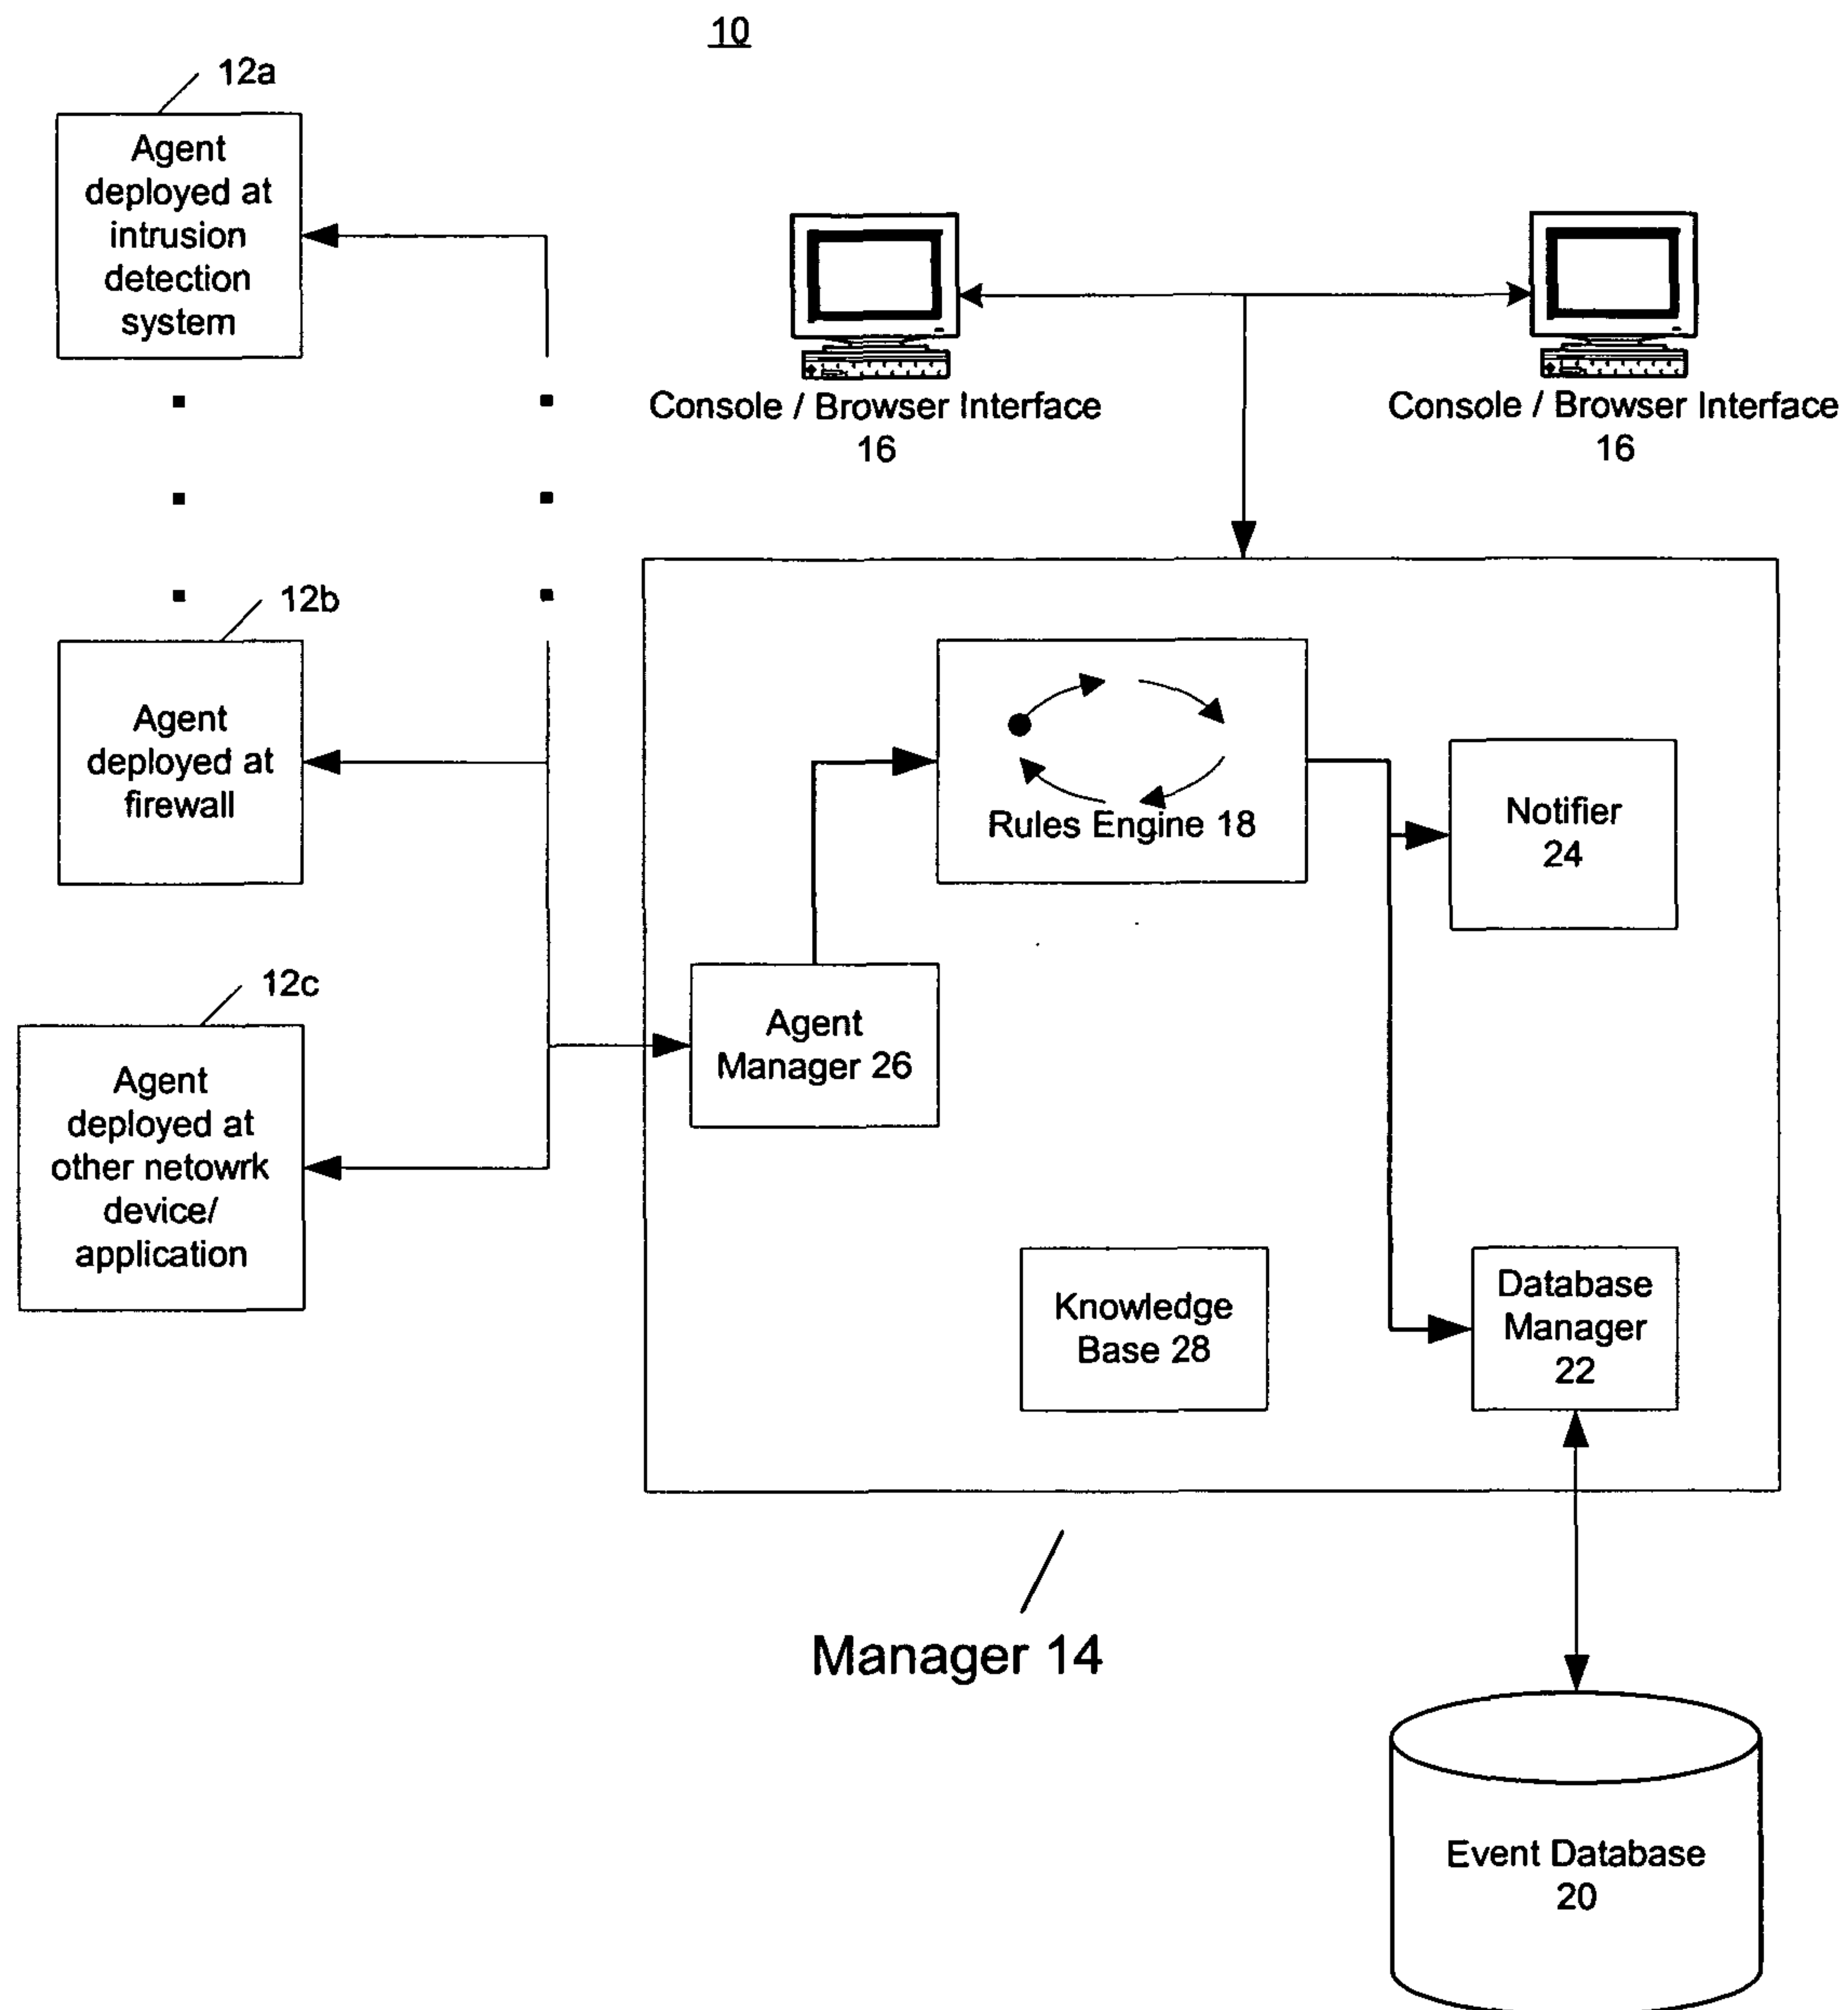 10
12a
Agent
deployed at
intrusion
detection
system
Console / Browser Interface
16
Console / Browser Interface
16
12b
Agent
deployed at
firewall
Rules Engine 18
Notifier
24
12c
Agent
deployed at
other netowrk
device/
application
Agent
Manager 26
Knowledge
Base 28
Database
Manager
22
Manager 14
Event Database
20